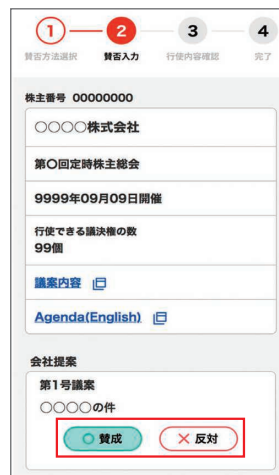 1 2 3 4
賛否方法選択 賛否入力 行使内容確認 完了
株主番号 00000000
○○○○株式会社
第○回定時株主総会
9999年09月09日開催
行使できる議決権の数
99個
議案内容
Agenda(English)
会社提案
第1号議案
○○○○の件
賛成 反対